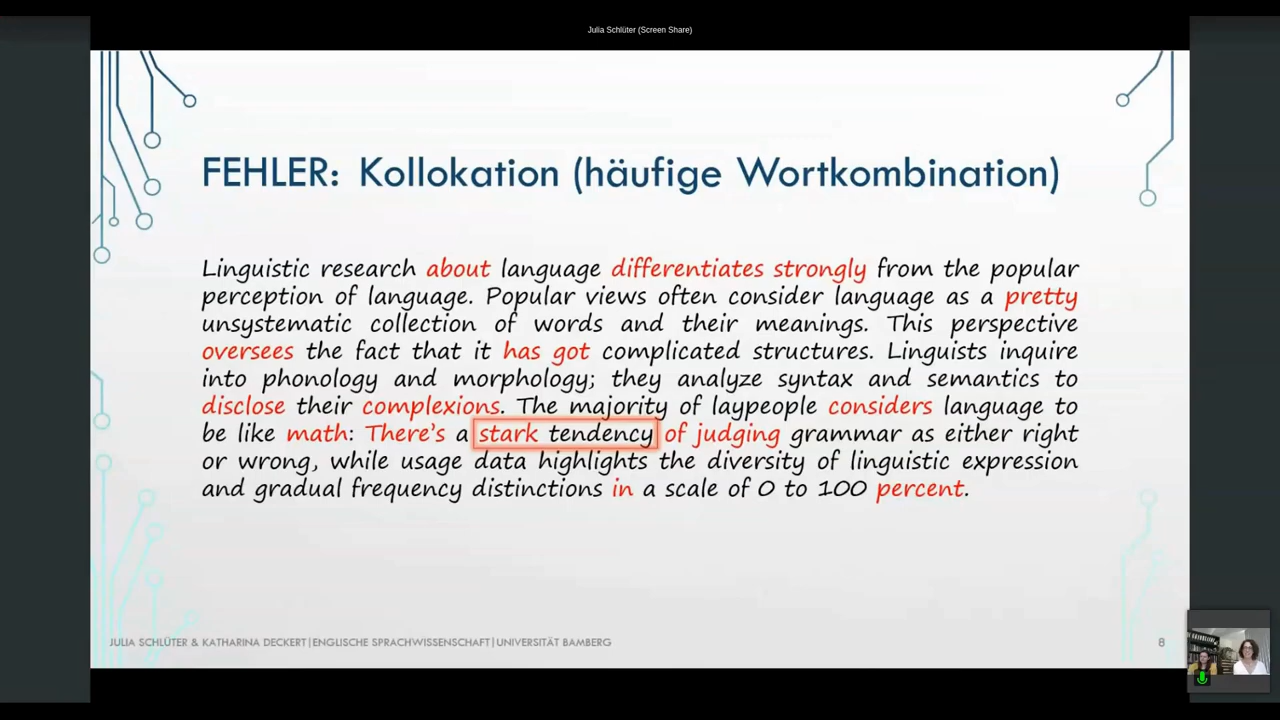 Julia Schlüter (Screen Share)
FEHLER: Kollokation (häufige Wortkombination)
Linguistic research about language differentiates strongly from the popular
perception of language. Popular views often consider language as a pretty
unsystematic collection of words and their meanings. This perspective
oversees the fact that it has got complicated structures. Linguists inquire
into phonology and morphology; they analyze syntax and semantics to
disclose their complexions. The majority of laypeople considers language to
be like math: There's a stark tendency of judging grammar as either right
or wrong, while usage data highlights the diversity of linguistic expression
and gradual frequency distinctions in a scale of 0 to 100 percent.
JULIA SCHLÜTER & KATHARINA DECKERT|ENGLISCHE SPRACHWISSENSCHAFT|UNIVERSITÄT BAMBERG
8